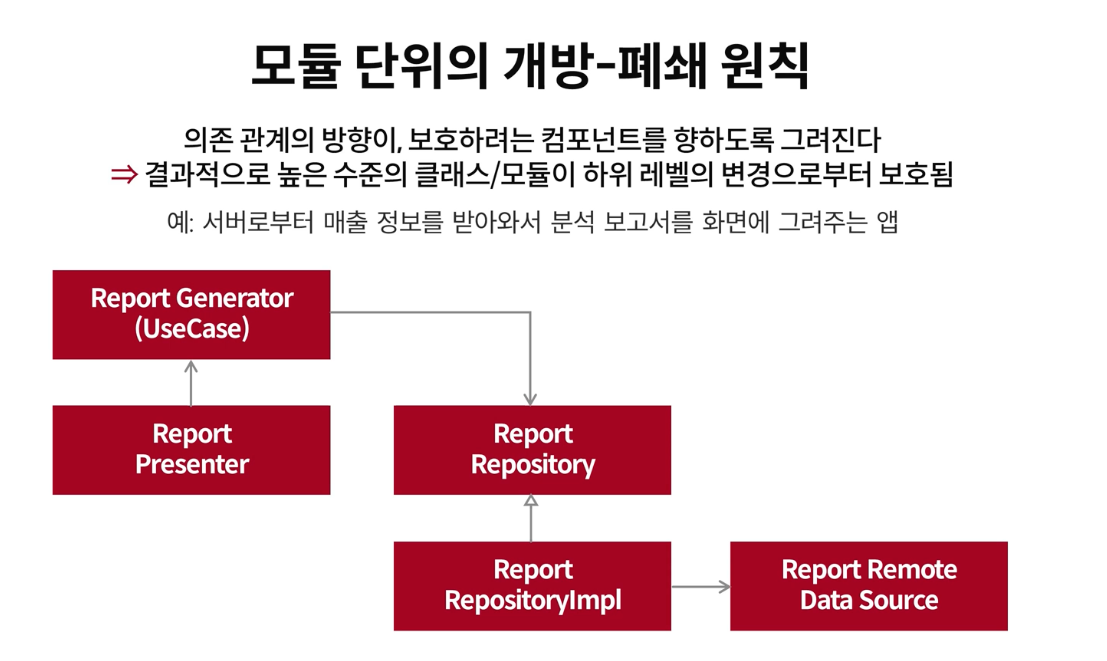 모듈 단위의 개방-폐쇄 원칙
의존 관계의 방향이, 보호하려는 컴포넌트를 향하도록 그려진다
⇒ 결과적으로 높은 수준의 클래스/모듈이 하위 레벨의 변경으로부터 보호됨
예: 서버로부터 매출 정보를 받아와서 분석 보고서를 화면에 그려주는 앱
Report Generator
(UseCase)
Report
Presenter
Report
Repository
Report
RepositoryImpl
Report Remote
Data Source